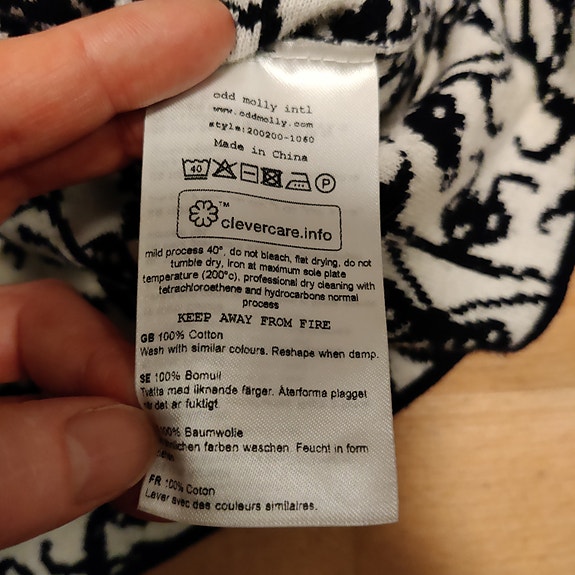 odd molly intl
www.oddmolly.com
style:200200-1060
Made in China
40 P
™
clevercare.info
mild process 40°, do not bleach, flat drying, do not
tumble dry, iron at maximum sole plate
temperature (200°c), professional dry cleaning with
tetrachloroethene and hydrocarbons normal
process
KEEP AWAY FROM FIRE
GB 100% Cotton
Wash with similar colours. Reshape when damp.
SE 100% Bomull
Tvätta med liknande färger. Återforma plagget
när det är fuktigt.
100% Baumwolle
farben waschen. Feucht in form
FR 100% Coton
Laver avec des couleurs similaires.